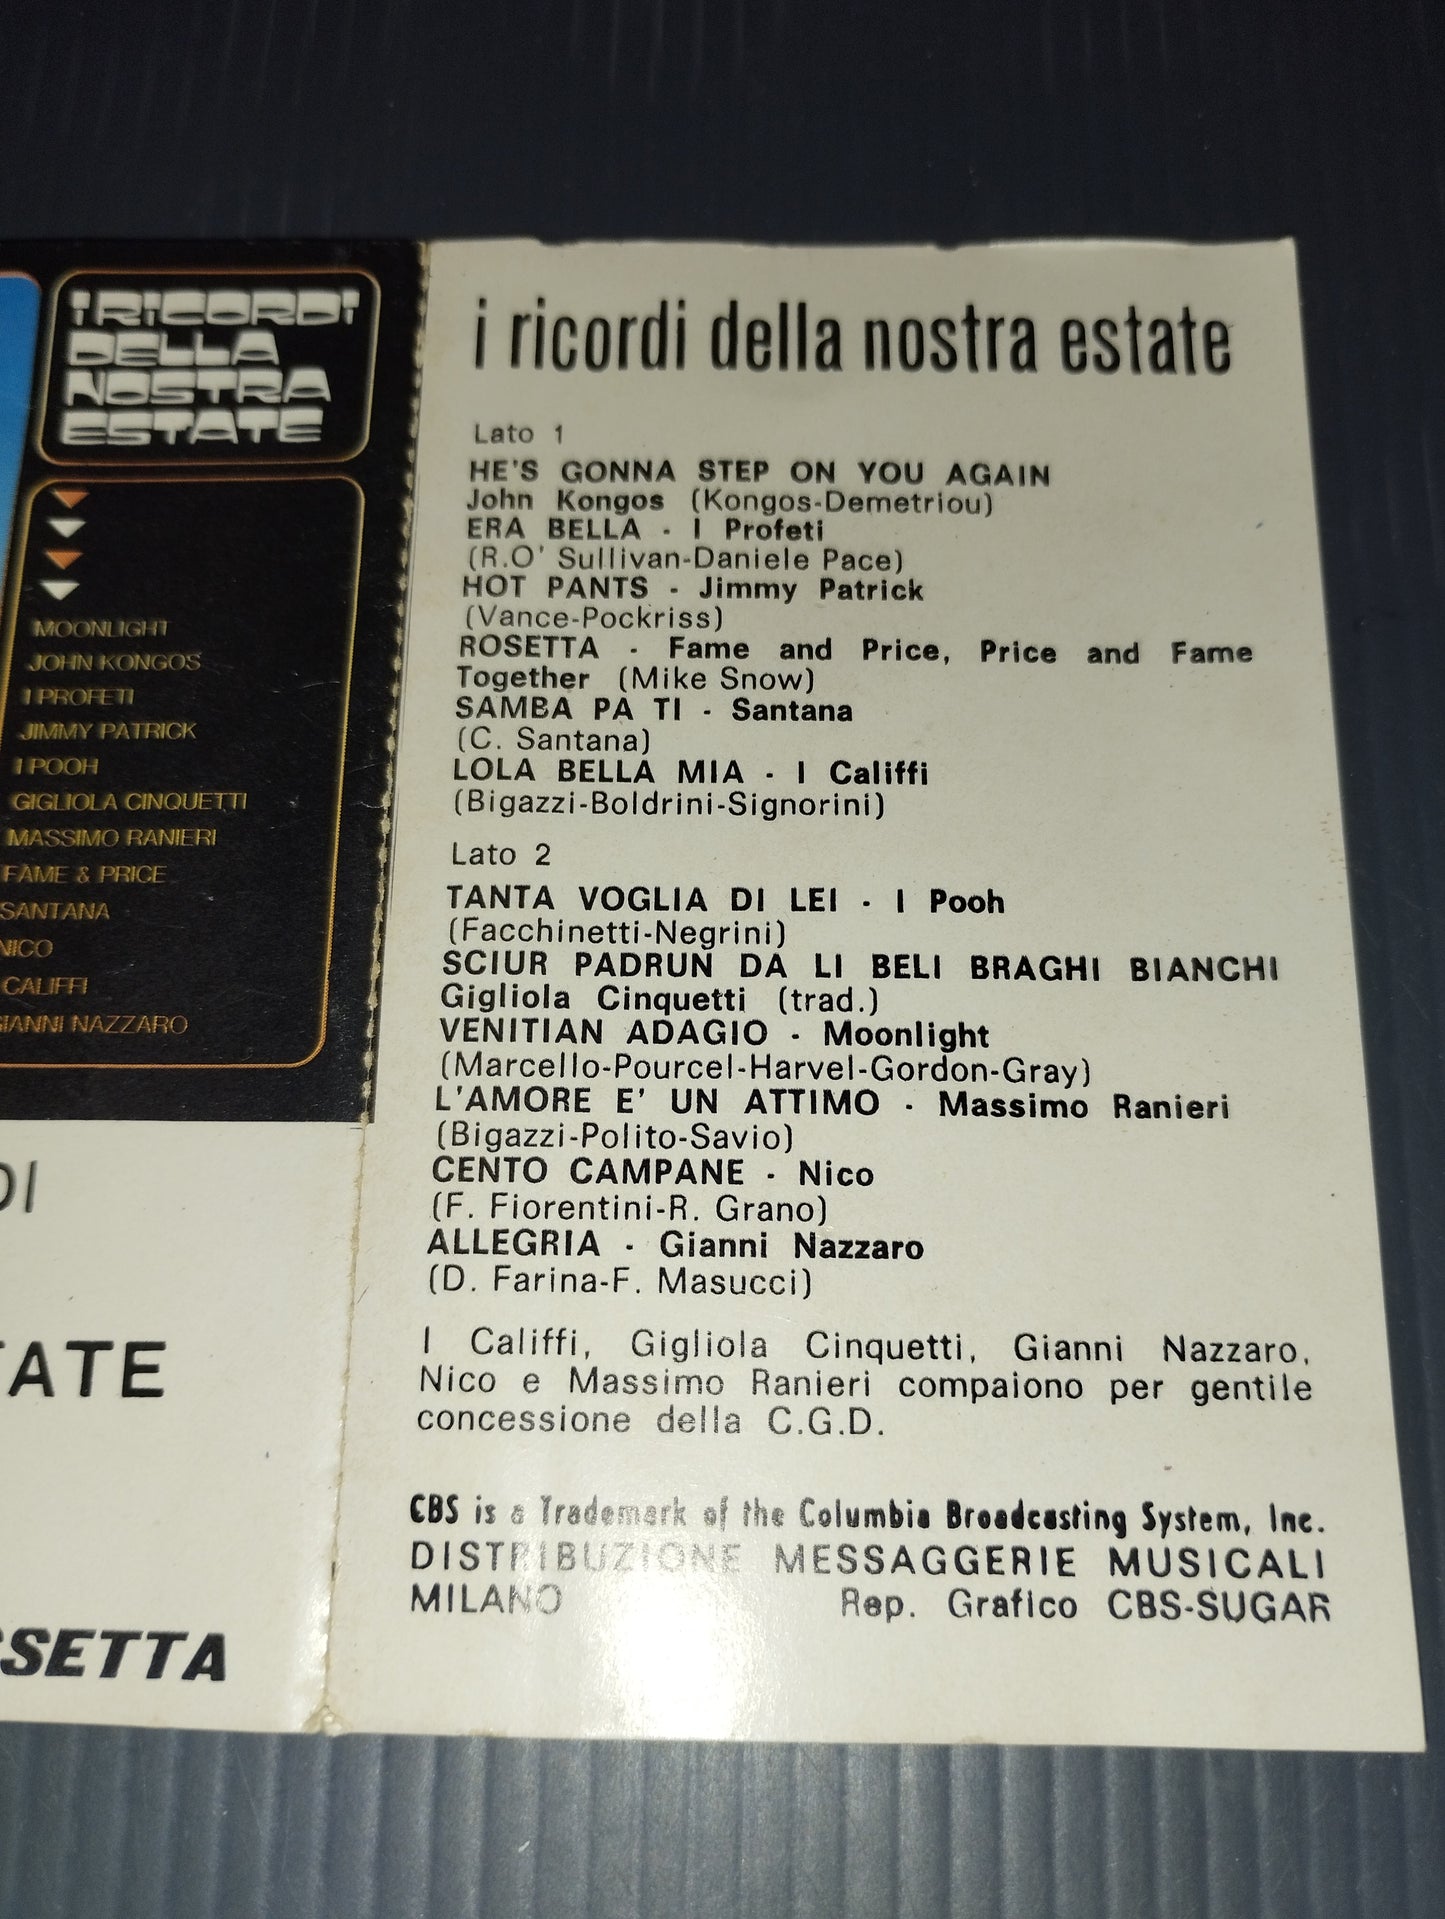 i RiCORDi
DELLA
NOSTRA
ESTATE
MOONLIGHT
JOHN KONGOS
I PROFETI
JIMMY PATRICK
I POOH
GIGLIOLA CINQUETTI
MASSIMO RANIERI
FAME & PRICE
SANTANA
NICO
CALIFFI
GIANNI NAZZARO
DI
TATE
SSETTA
i ricordi della nostra estate
Lato 1
HE'S GONNA STEP ON YOU AGAIN
John Kongos (Kongos-Demetriou)
ERA BELLA - I Profeti
(R.O' Sullivan-Daniele Pace)
HOT PANTS - Jimmy Patrick
(Vance-Pockriss)
ROSETTA - Fame and Price, Price and Fame
Together (Mike Snow)
SAMBA PA TI - Santana
(C. Santana)
LOLA BELLA MIA - I Califfi
(Bigazzi-Boldrini-Signorini)
Lato 2
TANTA VOGLIA DI LEI - I Pooh
(Facchinetti-Negrini)
SCIUR PADRUN DA LI BELI BRAGHI BIANCHI
Gigliola Cinquetti (trad.)
VENITIAN ADAGIO - Moonlight
(Marcello-Pourcel-Harvel-Gordon-Gray)
L'AMORE E' UN ATTIMO - Massimo Ranieri
(Bigazzi-Polito-Savio)
CENTO CAMPANE - Nico
(F. Fiorentini-R. Grano)
ALLEGRIA - Gianni Nazzaro
(D. Farina-F. Masucci)
I Califfi, Gigliola Cinquetti, Gianni Nazzaro,
Nico e Massimo Ranieri compaiono per gentile
concessione della C.G.D.
CBS is a Trademark of the Columbia Broadcasting System, Inc.
DISTRIBUZIONE MESSAGGERIE MUSICALI
MILANO Rep. Grafico CBS-SUGAR